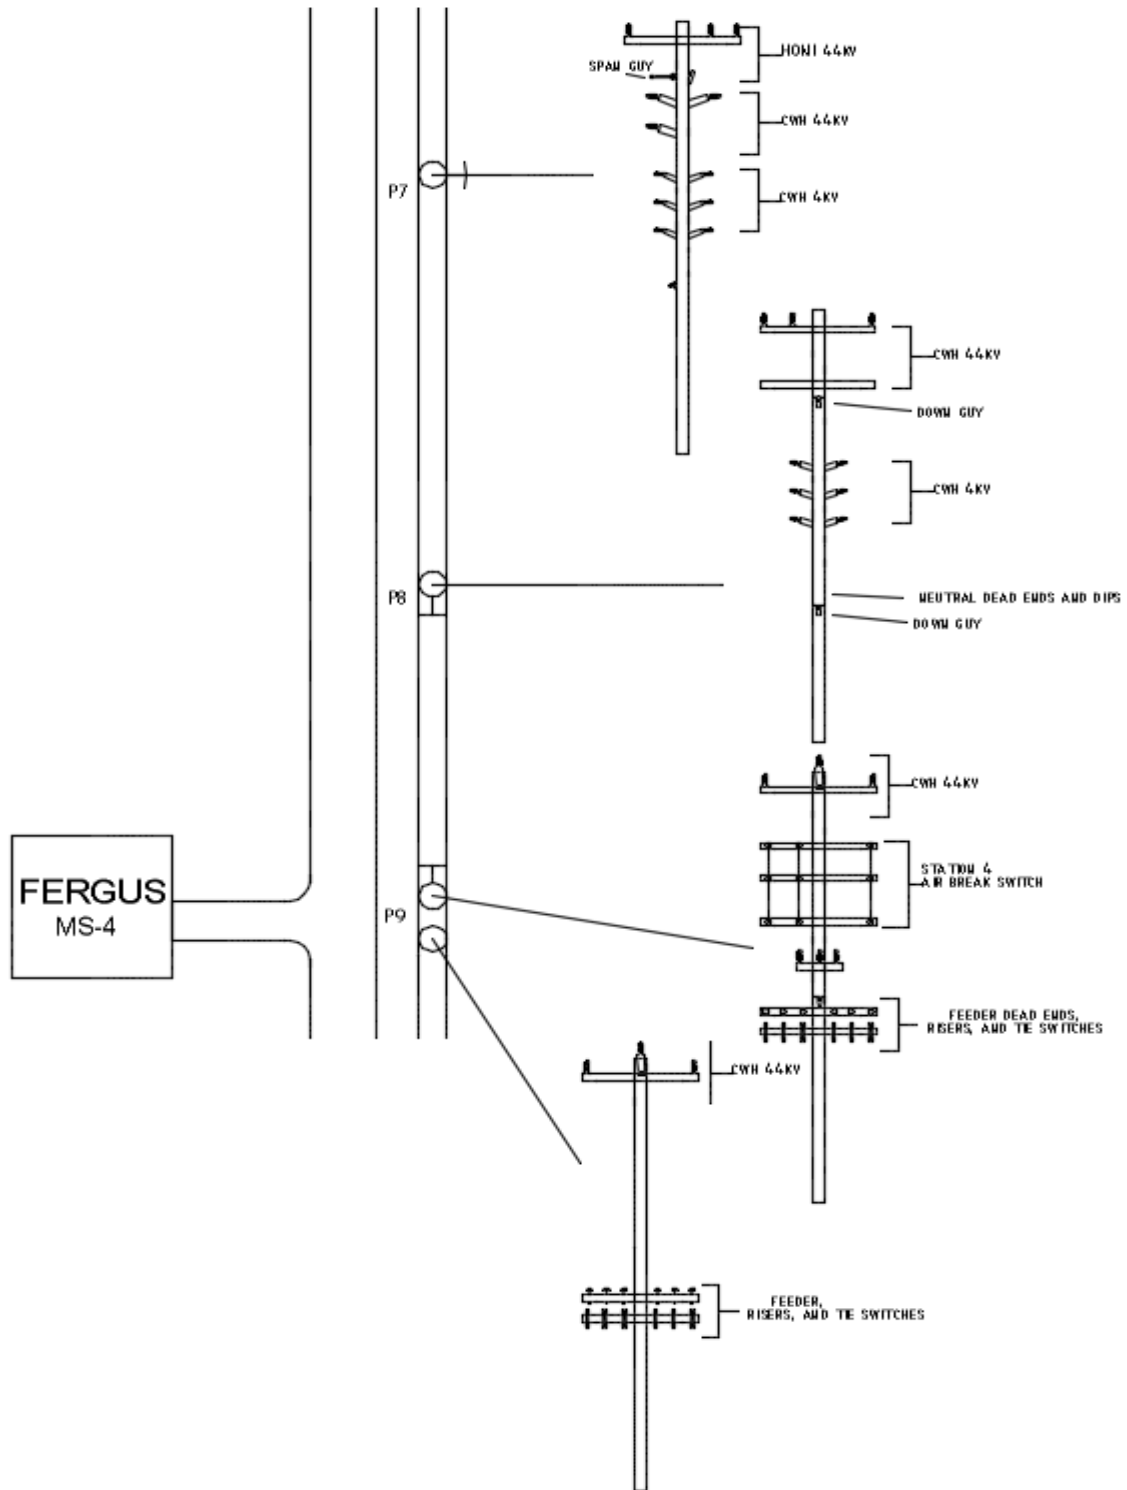 HONI 44KV
SPAN GUY
CWH 44KV
P7
CWH 4KV
CWH 44KV
DOWN GUY
CWH 4KV
P8
NEUTRAL DEAD ENDS AND DIPS
DOWN GUY
CWH 44KV
FERGUS
MS-4
STATION 4
AIR BREAK SWITCH
P9
FEEDER DEAD ENDS,
RISERS, AND TIE SWITCHES
CWH 44KV
FEEDER,
RISERS, AND TIE SWITCHES